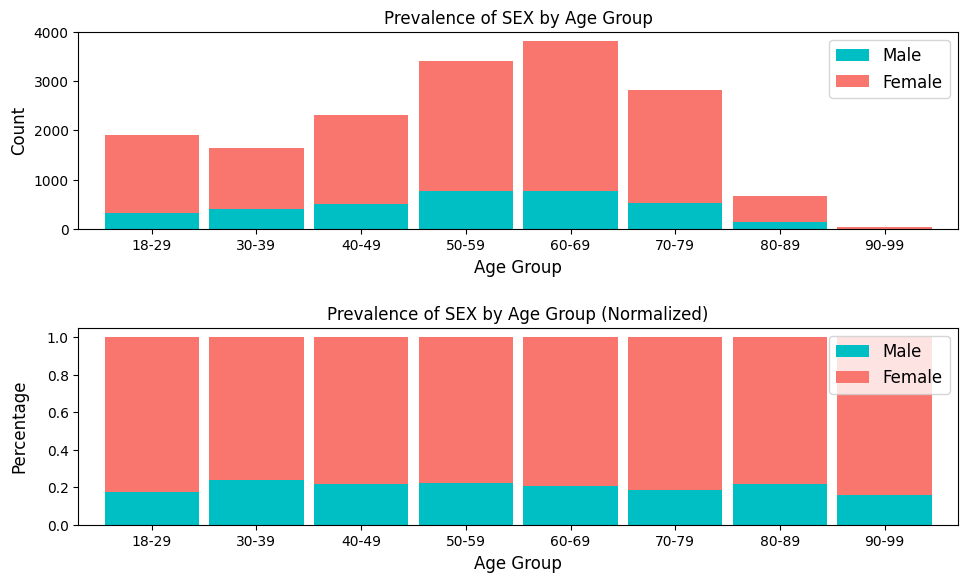 Prevalence of SEX by Age Group
Count
4000
3000
2000
1000
0
Male
Female
18-29 30-39 40-49 50-59 60-69 70-79 80-89 90-99
Age Group
Prevalence of SEX by Age Group (Normalized)
Percentage
1.0
0.8
0.6
0.4
0.2
0.0
Male
Female
18-29 30-39 40-49 50-59 60-69 70-79 80-89 90-99
Age Group